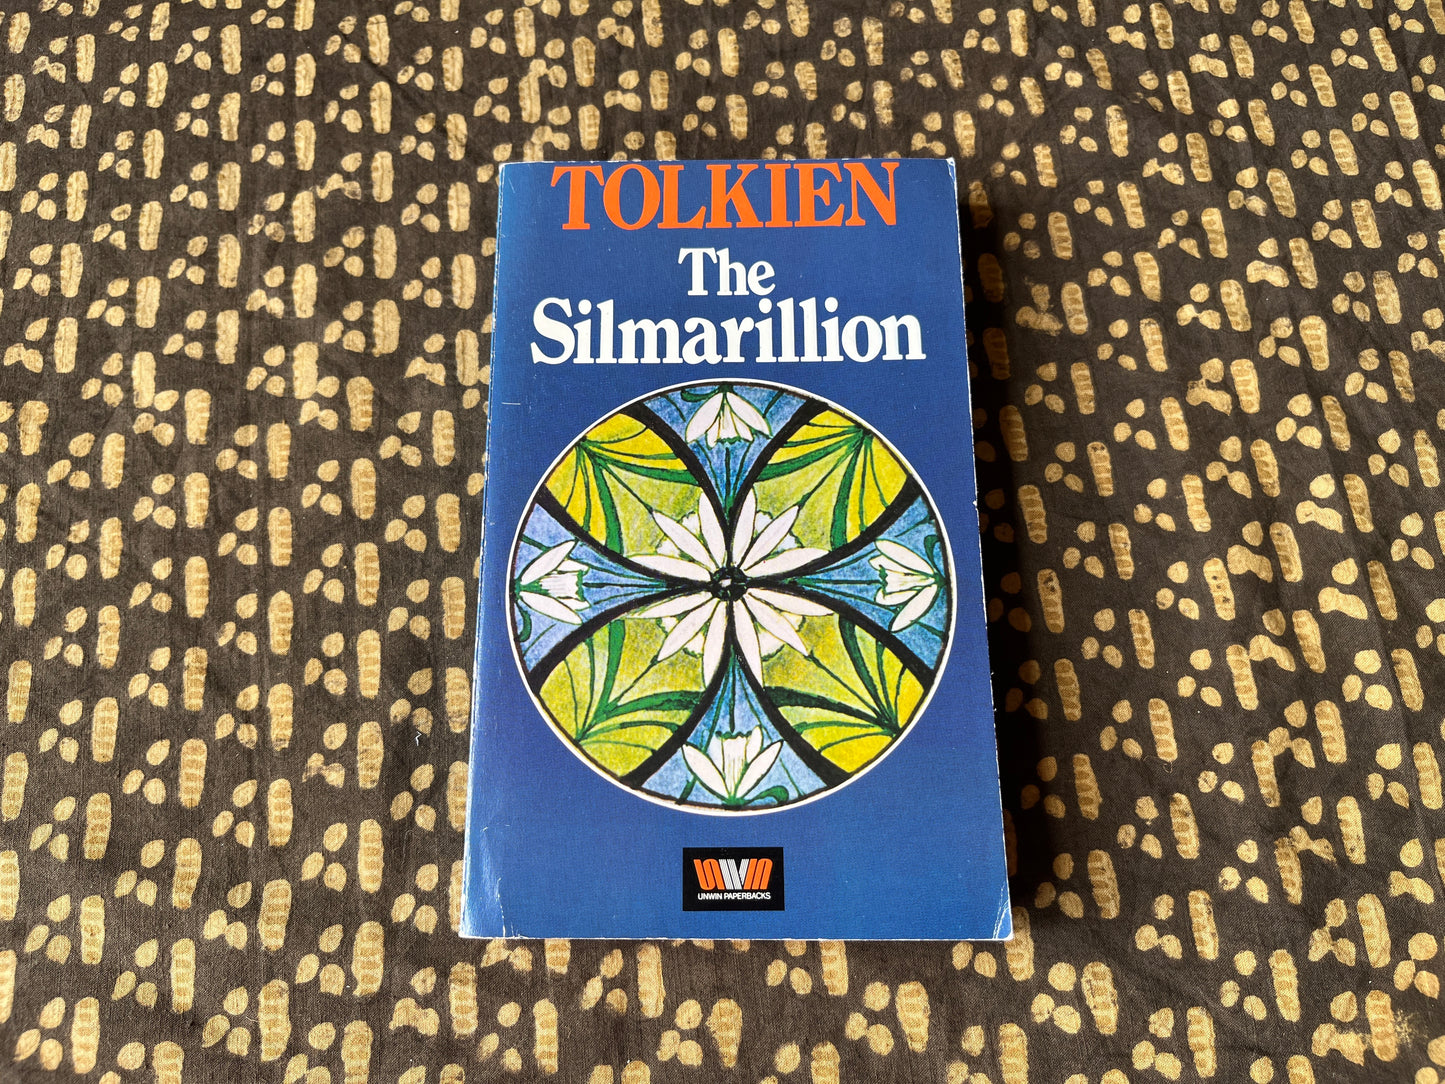 TOLKIEN
The
Silmarillion
UNWIN PAPERBACKS